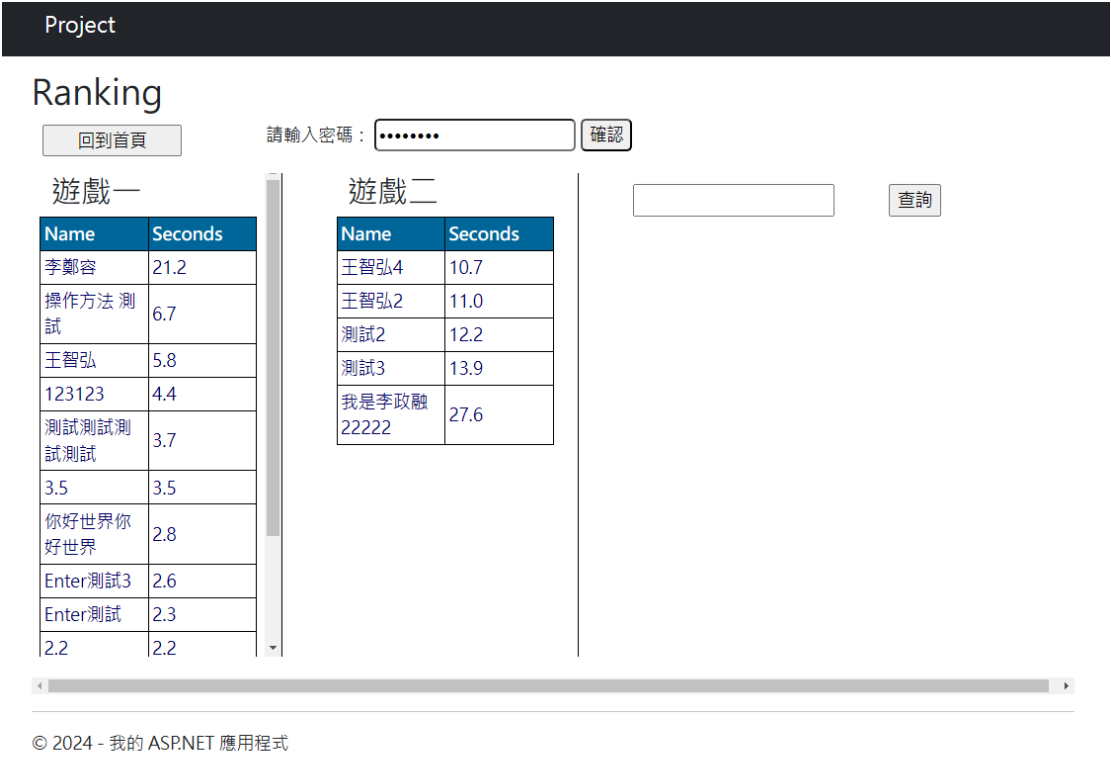 Project
Ranking
回到首頁
請輸入密碼： ••••••••
確認
遊戲一
Name Seconds
李鄭容 21.2
操作方法 測
試 6.7
王智弘 5.8
123123 4.4
測試測試測
試測試 3.7
3.5 3.5
你好世界你
好世界 2.8
Enter測試3 2.6
Enter測試 2.3
2.2 2.2
遊戲二
Name Seconds
王智弘4 10.7
王智弘2 11.0
測試2 12.2
測試3 13.9
我是李政融
22222 27.6
查詢
© 2024 - 我的 ASP.NET 應用程式